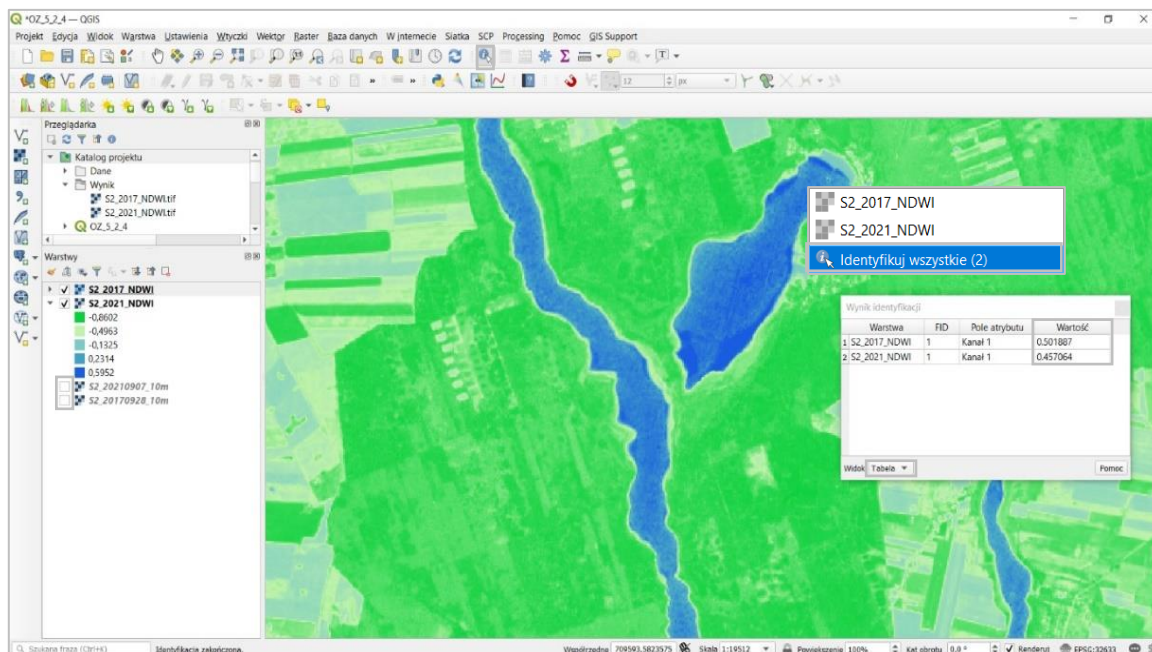 *OZ_5_2_4 — QGIS
Projekt Edycja Widok Warstwa Ustawienia Wtyczki Wektor Raster Baza danych W internecie Siatka SCP Processing Pomoc GIS Support
12 px
Przeglądarka
Katalog projektu
Dane
Wynik
S2_2017_NDWI.tif
S2_2021_NDWI.tif
OZ_5_2_4
Warstwy
S2_2017_NDWI
S2_2021_NDWI
-0,8602
-0,4963
-0,1325
0,2314
0,5952
S2_20210907_10m
S2_20170928_10m
S2_2017_NDWI
S2_2021_NDWI
Identyfikuj wszystkie (2)
Wynik identyfikacji
Warstwa FID Pole atrybutu Wartość
1 S2_2017_NDWI 1 Kanał 1 0.501887
2 S2_2021_NDWI 1 Kanał 1 0.457064
Widok Tabela Pomoc
Szukana fraza (Ctrl+K) Identyfikacja zakończona. Współrzędne 709593,5823575 Skala 1:19512 Powiększenie 100% Kąt obrotu 0,0 ° Renderuj EPSG:32633